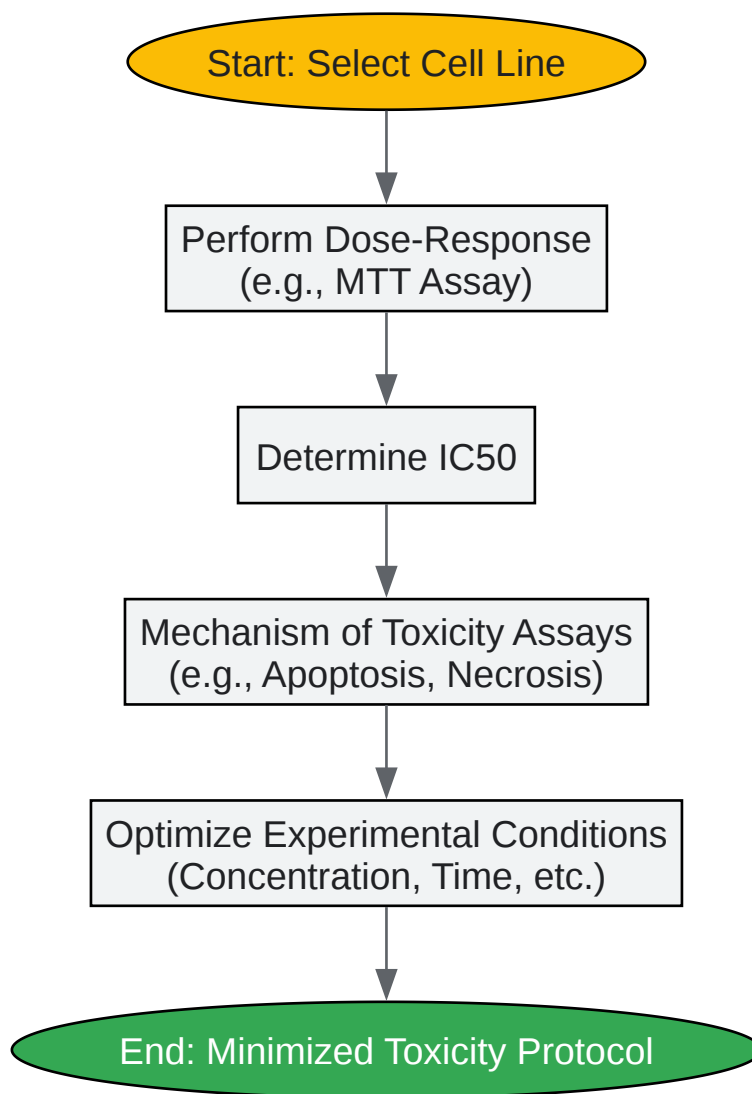 Start: Select Cell Line
Perform Dose-Response
(e.g., MTT Assay)
Determine IC50
Mechanism of Toxicity Assays
(e.g., Apoptosis, Necrosis)
Optimize Experimental Conditions
(Concentration, Time, etc.)
End: Minimized Toxicity Protocol